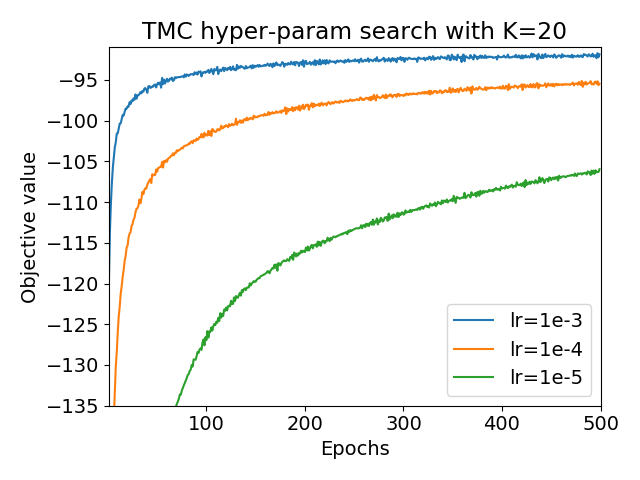 TMC hyper-param search with K=20
Objective value
−95
−100
−105
−110
−115
−120
−125
−130
−135
100
200
300
400
500
Epochs
lr=1e-3
lr=1e-4
lr=1e-5